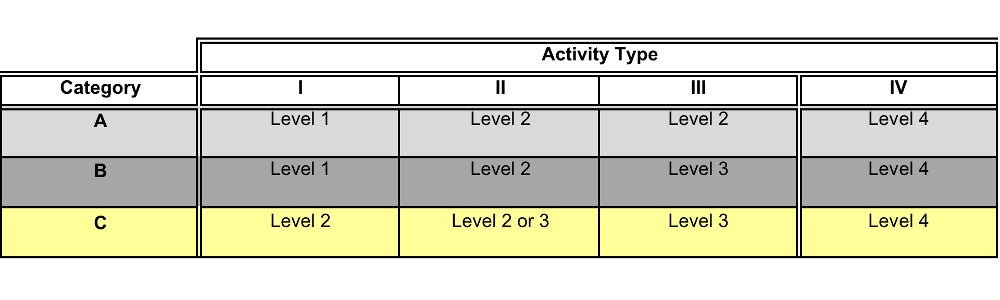 Activity Type
Category I II III IV
A Level 1 Level 2 Level 2 Level 4
B Level 1 Level 2 Level 3 Level 4
C Level 2 Level 2 or 3 Level 3 Level 4